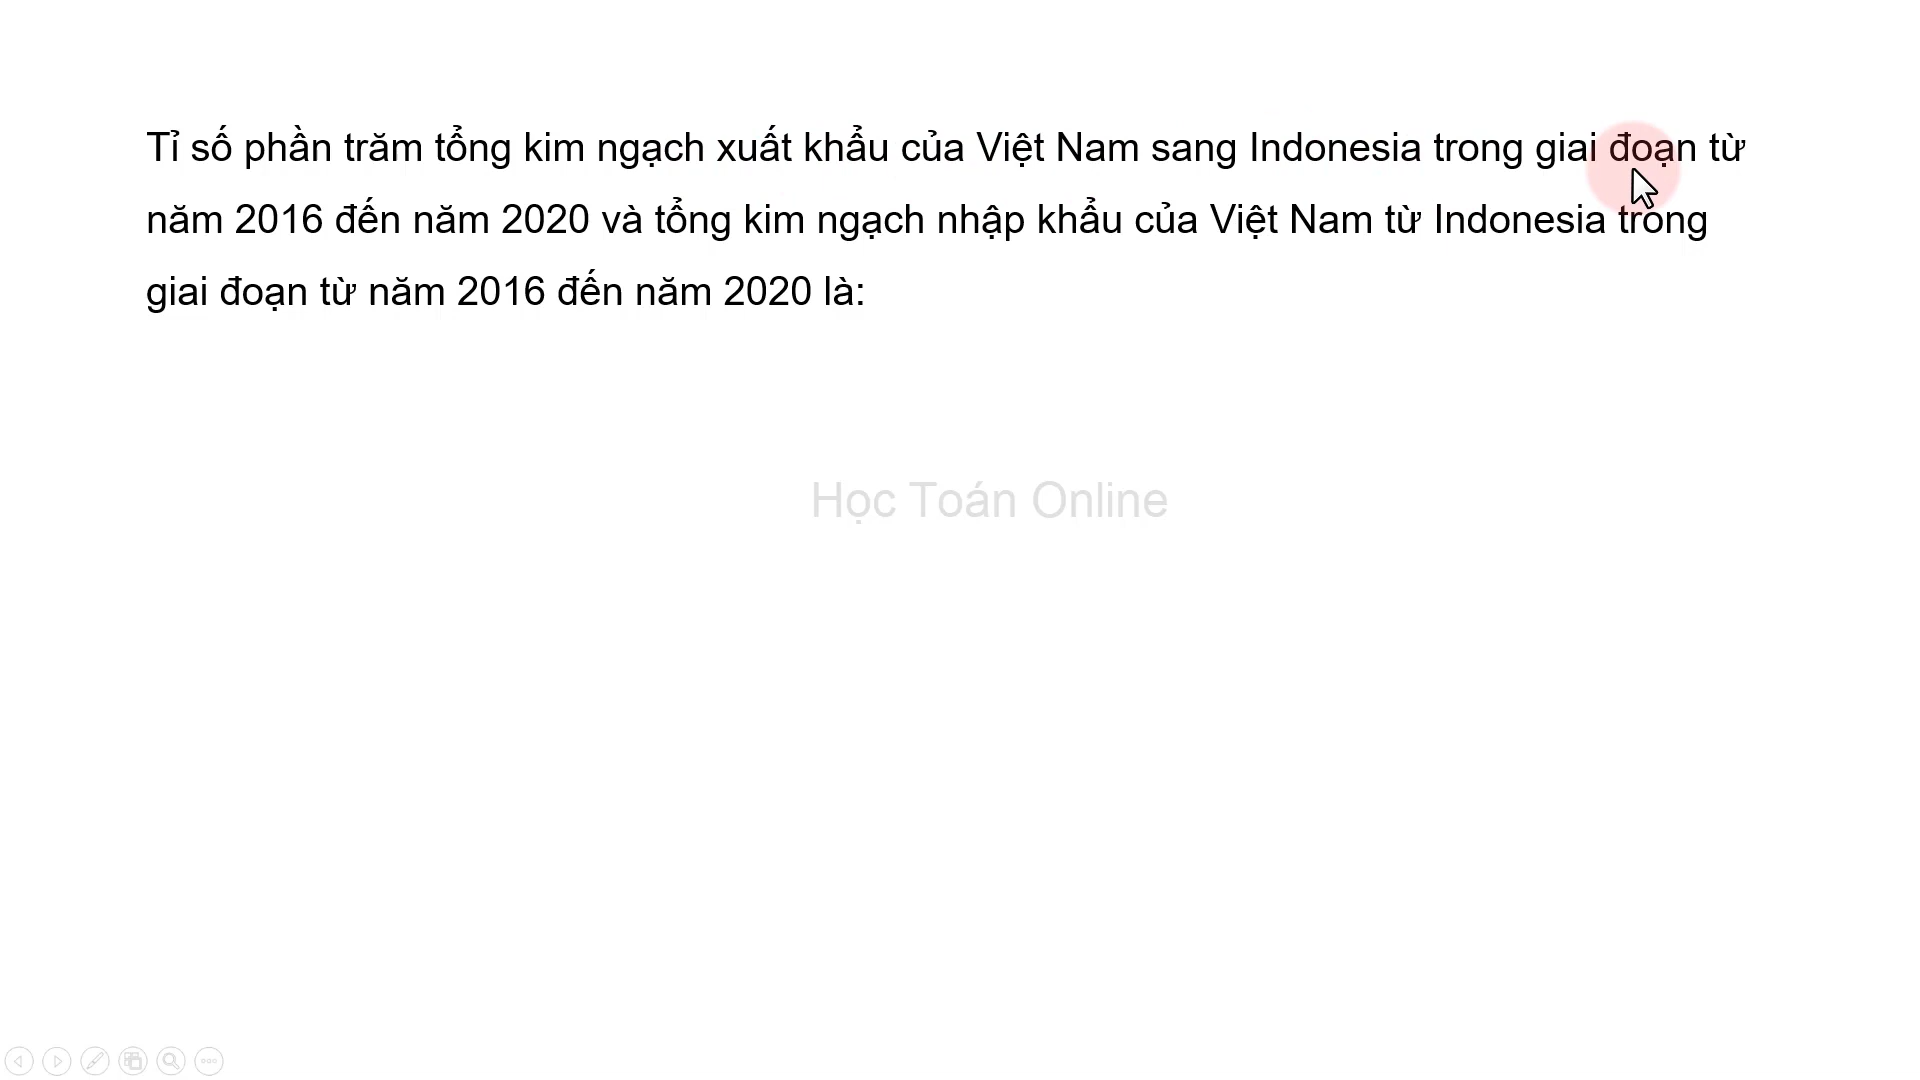 Tỉ số phần trăm tổng kim ngạch xuất khẩu của Việt Nam sang Indonesia trong giai đoạn từ
năm 2016 đến năm 2020 và tổng kim ngạch nhập khẩu của Việt Nam từ Indonesia trong
giai đoạn từ năm 2016 đến năm 2020 là:
Học Toán Online